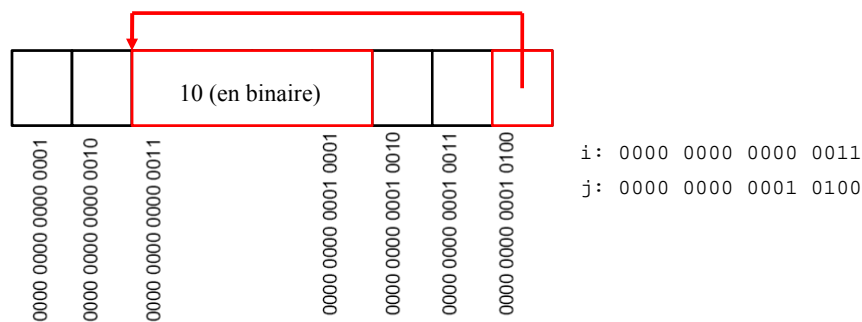 10 (en binaire)
0000 0000 0000 0001
0000 0000 0000 0010
0000 0000 0000 0011
0000 0000 0001 0001
0000 0000 0001 0010
0000 0000 0001 0011
0000 0000 0001 0100
i: 0000 0000 0000 0011
j: 0000 0000 0001 0100